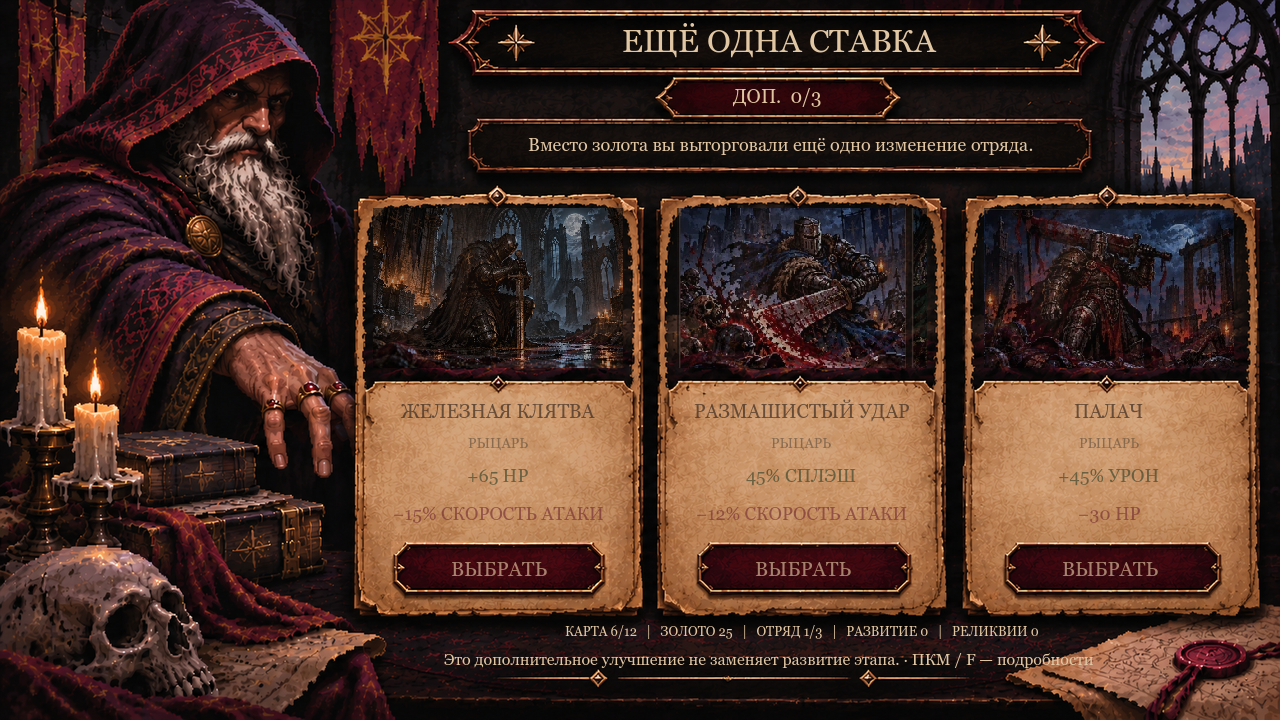 ЕЩЁ ОДНА СТАВКА
ДОП. 0/3
Вместо золота вы выторговали ещё одно изменение отряда.
ЖЕЛЕЗНАЯ КЛЯТВА
РЫЦАРЬ
+65 HP
−15% СКОРОСТЬ АТАКИ
ВЫБРАТЬ
РАЗМАШИСТЫЙ УДАР
РЫЦАРЬ
45% СПЛЭШ
−12% СКОРОСТЬ АТАКИ
ВЫБРАТЬ
ПАЛАЧ
РЫЦАРЬ
+45% УРОН
−30 HP
ВЫБРАТЬ
КАРТА 6/12 | ЗОЛОТО 25 | ОТРЯД 1/3 | РАЗВИТИЕ 0 | РЕЛИКВИИ 0
Это дополнительное улучшение не заменяет развитие этапа. · ПКМ / F — подробности